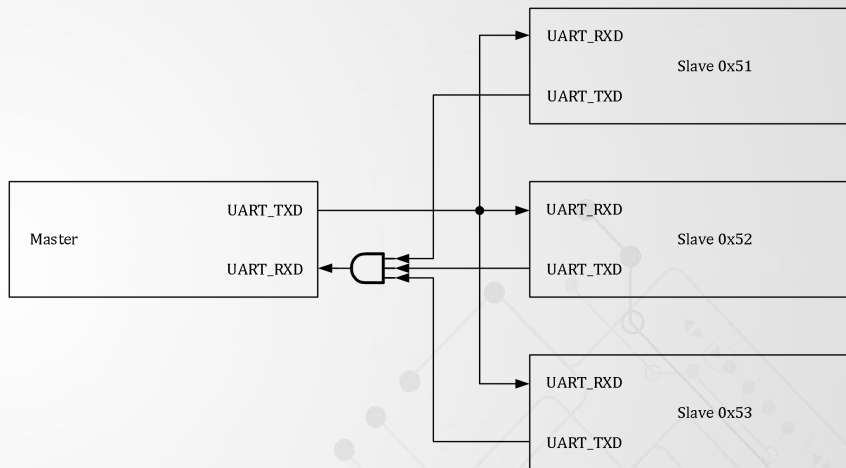 UART_RXD
Slave 0x51
UART_TXD
Master
UART_TXD
UART_RXD
UART_RXD
Slave 0x52
UART_TXD
UART_RXD
Slave 0x53
UART_TXD